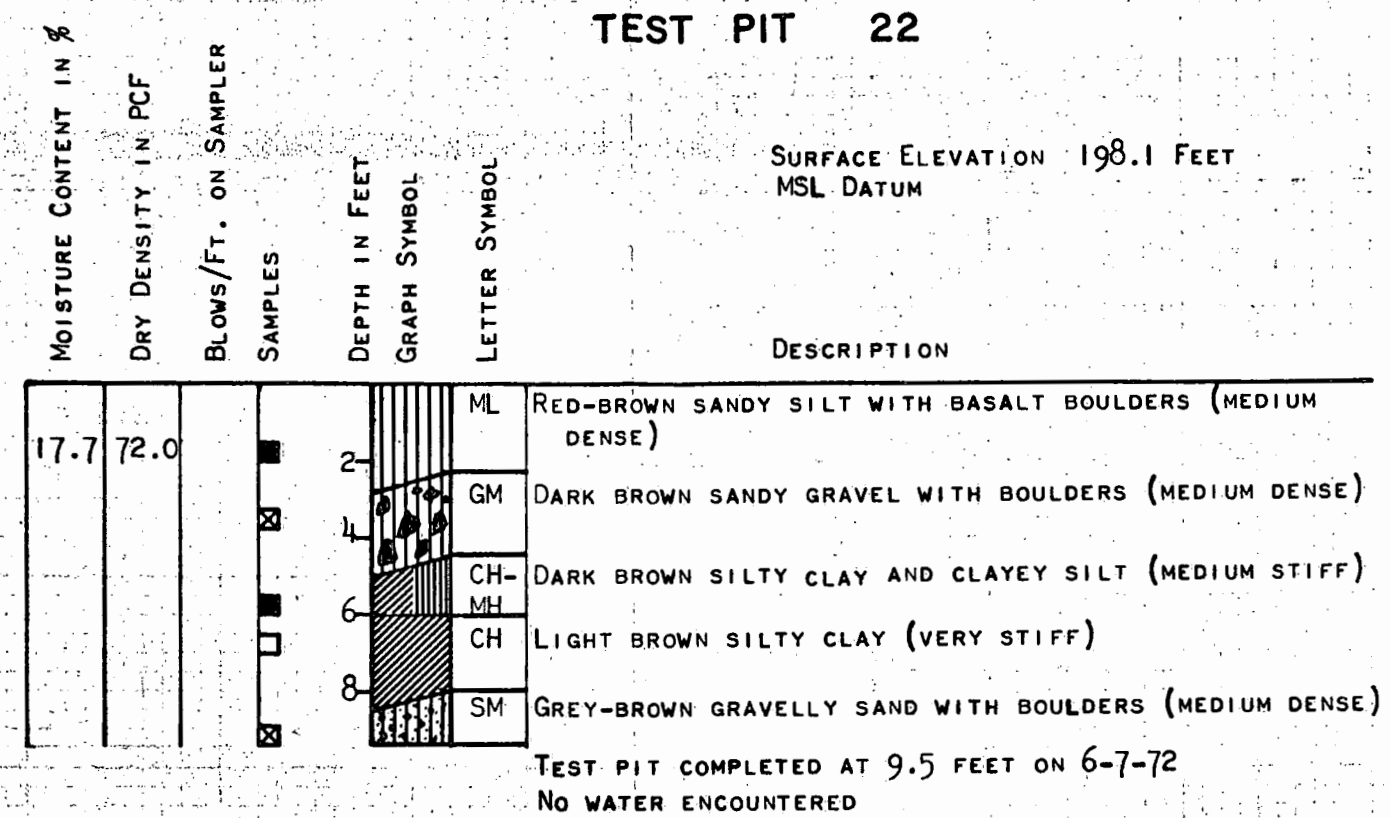 TEST PIT 22
SURFACE ELEVATION 198.1 FEET
MSL DATUM
MOISTURE CONTENT IN %
DRY DENSITY IN PCF
BLOWS/FT. ON SAMPLER
SAMPLES
DEPTH IN FEET
GRAPH SYMBOL
LETTER SYMBOL
DESCRIPTION
ML RED-BROWN SANDY SILT WITH BASALT BOULDERS (MEDIUM
DENSE)
17.7 72.0
2
GM DARK BROWN SANDY GRAVEL WITH BOULDERS (MEDIUM DENSE)
4
CH- DARK BROWN SILTY CLAY AND CLAYEY SILT (MEDIUM STIFF)
MH
6
CH LIGHT BROWN SILTY CLAY (VERY STIFF)
8
SM GREY-BROWN GRAVELLY SAND WITH BOULDERS (MEDIUM DENSE)
TEST PIT COMPLETED AT 9.5 FEET ON 6-7-72
NO WATER ENCOUNTERED